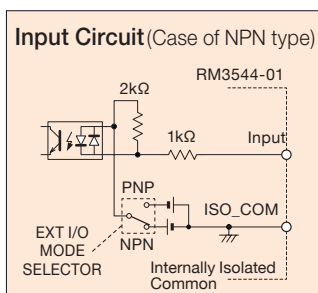 Input Circuit (Case of NPN type)
RM3544-01
2kΩ
1kΩ
Input
PNP
ISO_COM
EXT I/O
MODE
SELECTOR
NPN
Internally Isolated
Common